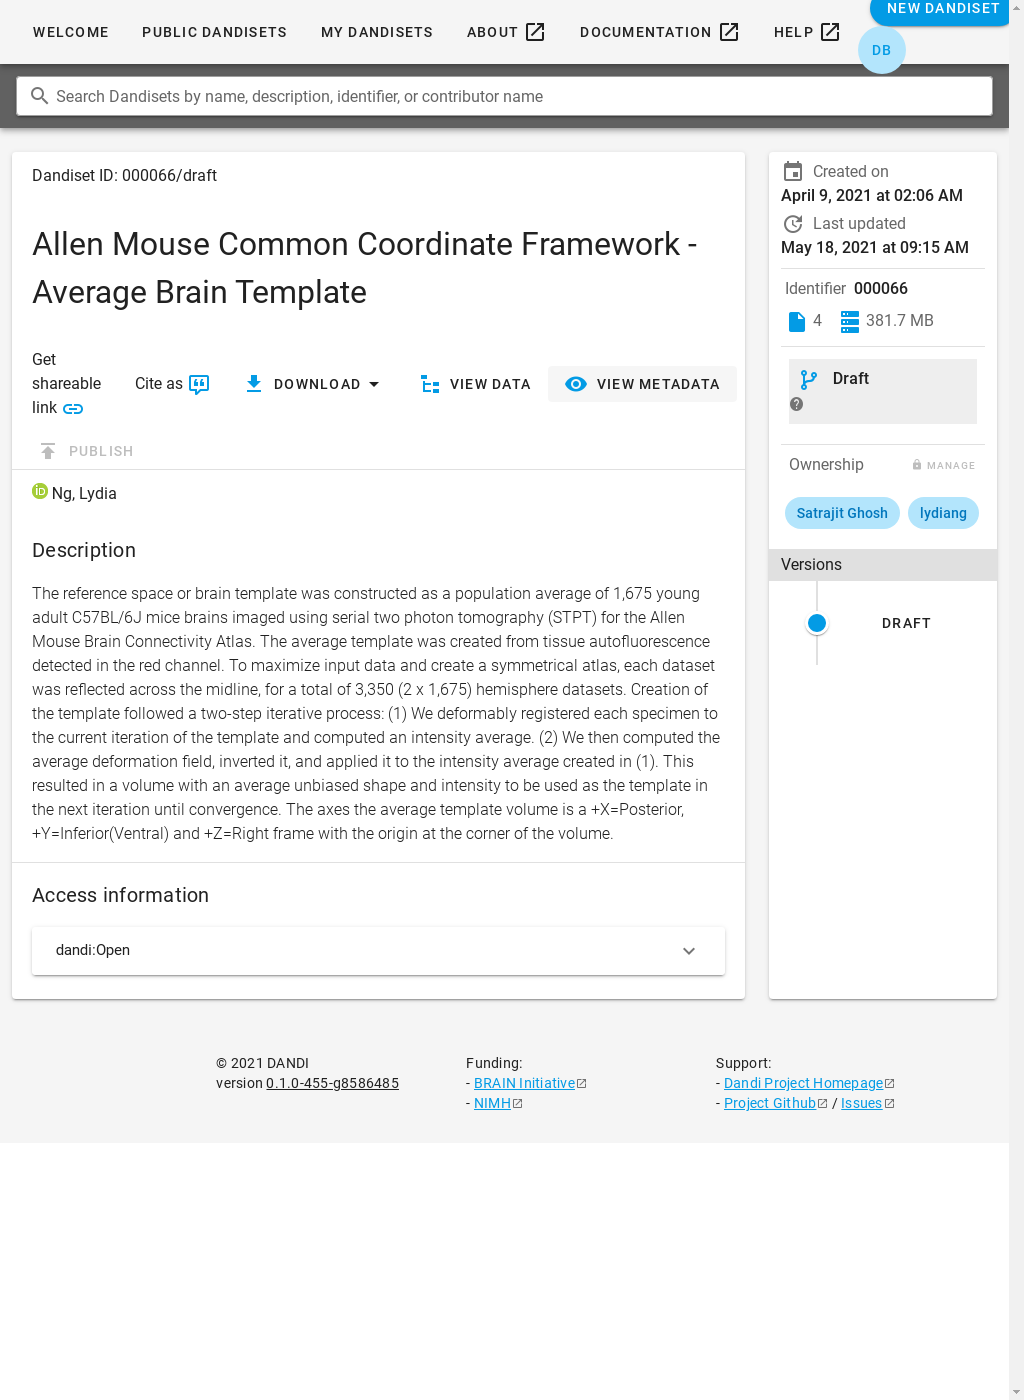 WELCOME PUBLIC DANDISETS MY DANDISETS ABOUT DOCUMENTATION HELP NEW DANDISET
DB
Search Dandisets by name, description, identifier, or contributor name
Dandiset ID: 000066/draft
Allen Mouse Common Coordinate Framework -
Average Brain Template
Get
shareable
link
Cite as
DOWNLOAD
VIEW DATA
VIEW METADATA
PUBLISH
iD Ng, Lydia
Description
The reference space or brain template was constructed as a population average of 1,675 young
adult C57BL/6J mice brains imaged using serial two photon tomography (STPT) for the Allen
Mouse Brain Connectivity Atlas. The average template was created from tissue autofluorescence
detected in the red channel. To maximize input data and create a symmetrical atlas, each dataset
was reflected across the midline, for a total of 3,350 (2 x 1,675) hemisphere datasets. Creation of
the template followed a two-step iterative process: (1) We deformably registered each specimen to
the current iteration of the template and computed an intensity average. (2) We then computed the
average deformation field, inverted it, and applied it to the intensity average created in (1). This
resulted in a volume with an average unbiased shape and intensity to be used as the template in
the next iteration until convergence. The axes the average template volume is a +X=Posterior,
+Y=Inferior(Ventral) and +Z=Right frame with the origin at the corner of the volume.
Access information
dandi:Open
Created on
April 9, 2021 at 02:06 AM
Last updated
May 18, 2021 at 09:15 AM
Identifier 000066
4 381.7 MB
Draft
?
Ownership MANAGE
Satrajit Ghosh lydiang
Versions
DRAFT
© 2021 DANDI
version 0.1.0-455-g8586485
Funding:
- BRAIN Initiative
- NIMH
Support:
- Dandi Project Homepage
- Project Github / Issues